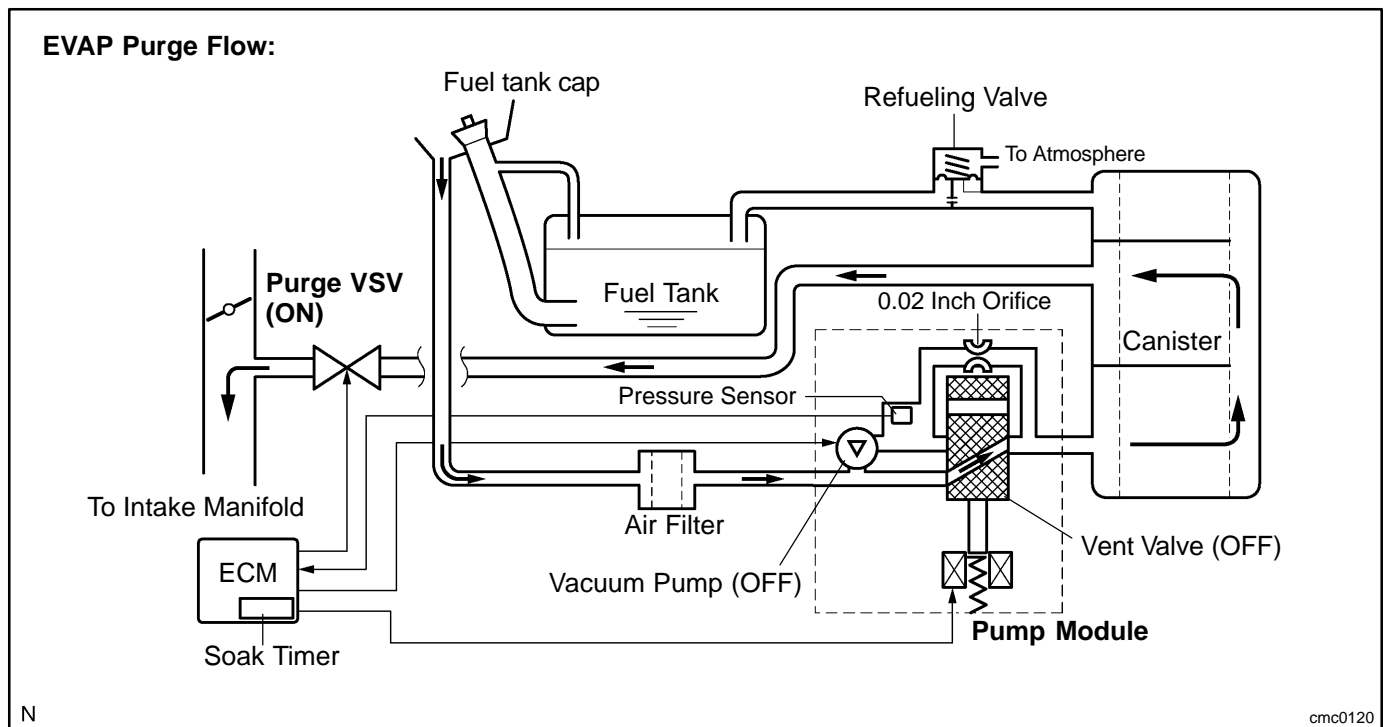 EVAP Purge Flow:
Fuel tank cap
Refueling Valve
To Atmosphere
Purge VSV
(ON)
Fuel Tank
0.02 Inch Orifice
Canister
Pressure Sensor
To Intake Manifold
Air Filter
Vent Valve (OFF)
ECM
Vacuum Pump (OFF)
Pump Module
Soak Timer
N
cmc0120